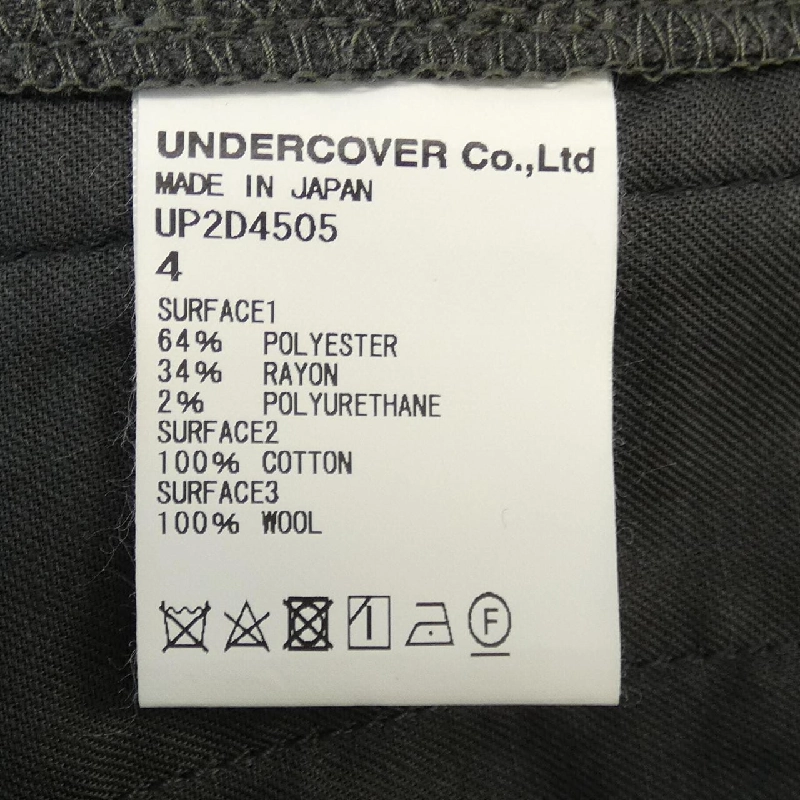 UNDERCOVER Co.,Ltd
MADE IN JAPAN
UP2D4505
4
SURFACE1
64% POLYESTER
34% RAYON
2% POLYURETHANE
SURFACE2
100% COTTON
SURFACE3
100% WOOL
F